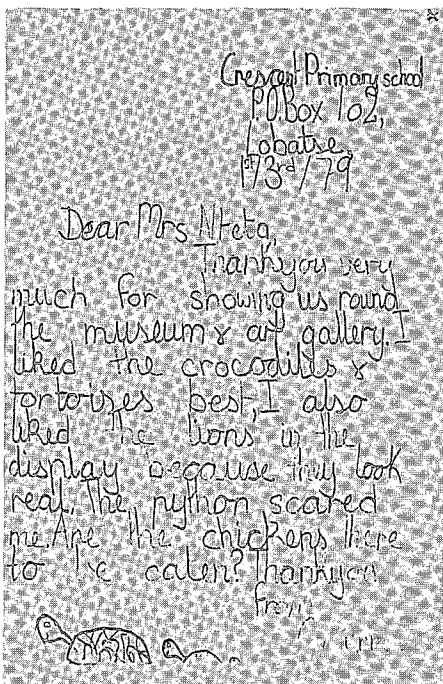 Crescent Primary school
P.O Box 102,
Lobatse,
173rd/79
Dear Mrs Nteta,
Thankyou very
much for showing us round
the museum & art gallery. I
liked the crocodiles &
tortoises best, I also
liked the lions in the
display because they look
real. The python scared
me. Are the chickens there
to be eaten? Thankyou
from